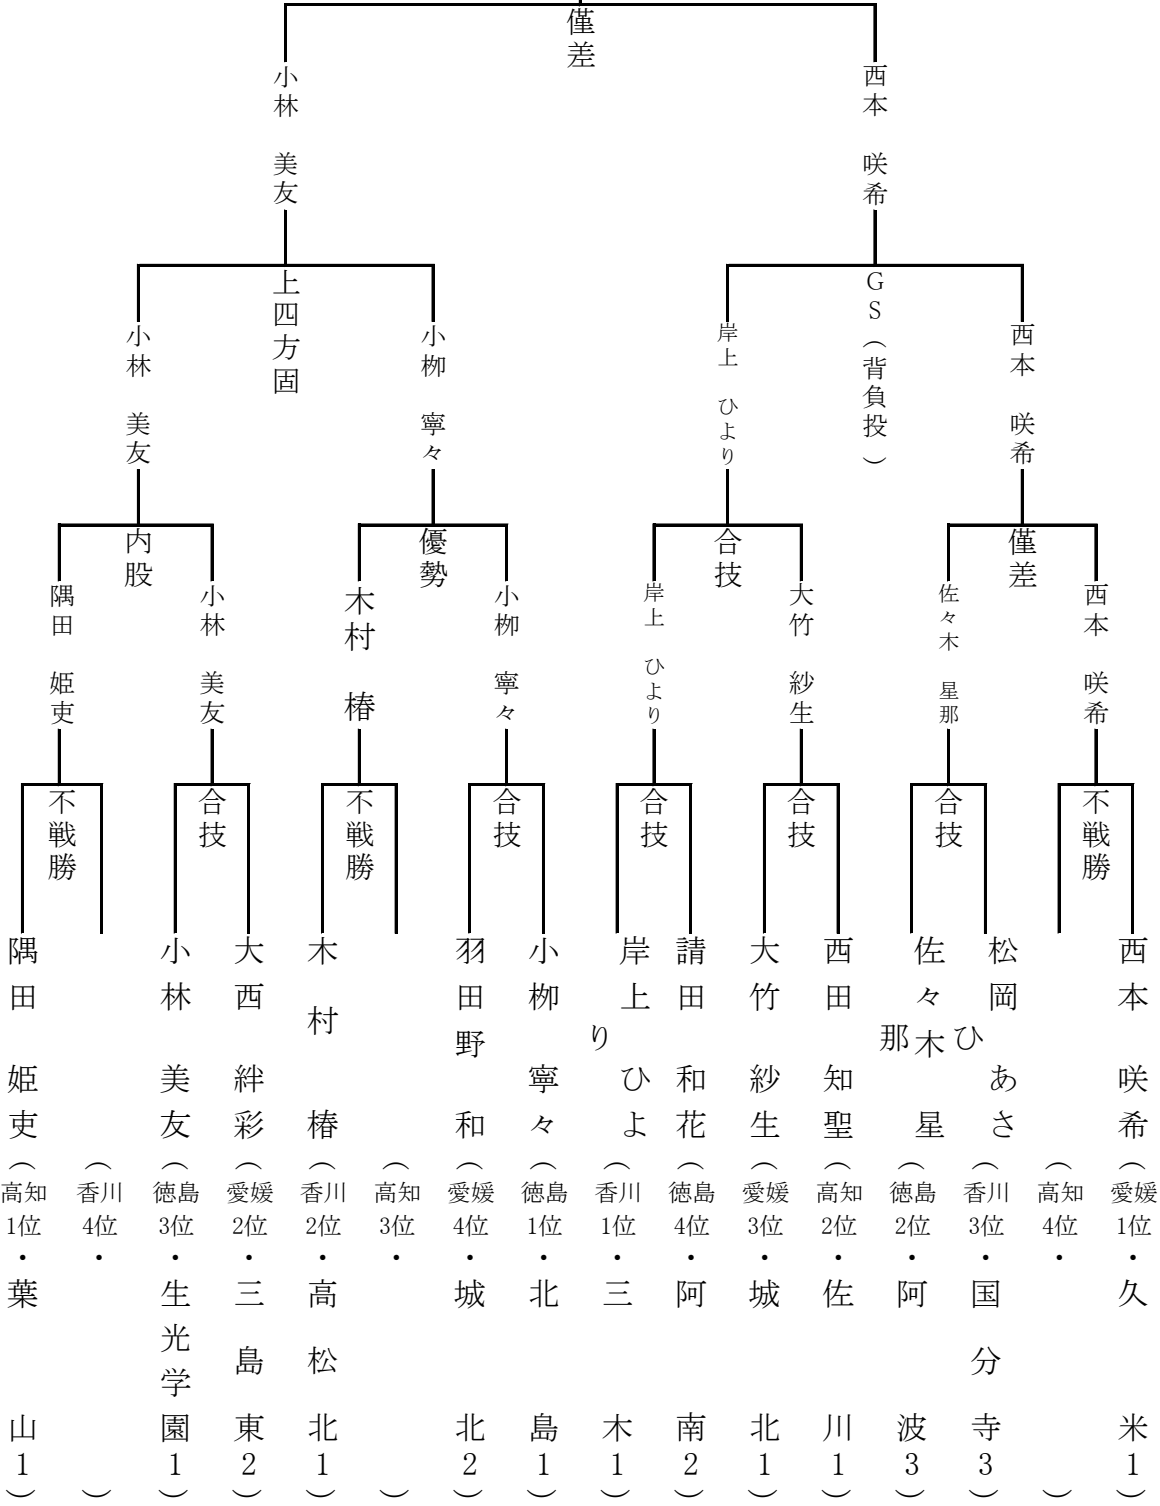 僅差
小林 美友
西本 咲希
上四方固
GS（背負投）
小林 美友
小栁 寧々
岸上 ひより
西本 咲希
内股
優勢
合技
僅差
隅田 姫吏
小林 美友
木村 椿
小栁 寧々
岸上 ひより
大竹 紗生
佐々木 星那
西本 咲希
不戦勝
合技
不戦勝
合技
合技
合技
合技
不戦勝
隅田 姫吏（高知1位・葉山1）
（香川4位・）
小林 美友（徳島3位・生光学園1）
大西 絆彩（愛媛2位・三島東2）
木村 椿（香川2位・高松北1）
（高知3位・）
羽田野 和（愛媛4位・城北2）
小栁 寧々（徳島1位・北島1）
岸上 ひより（香川1位・三木1）
請田 和花（徳島4位・阿南2）
大竹 紗生（愛媛3位・城北1）
西田 知聖（高知2位・佐川1）
佐々木 星那（徳島2位・阿波3）
松岡 あさひ（香川3位・国分寺3）
（高知4位・）
西本 咲希（愛媛1位・久米1）